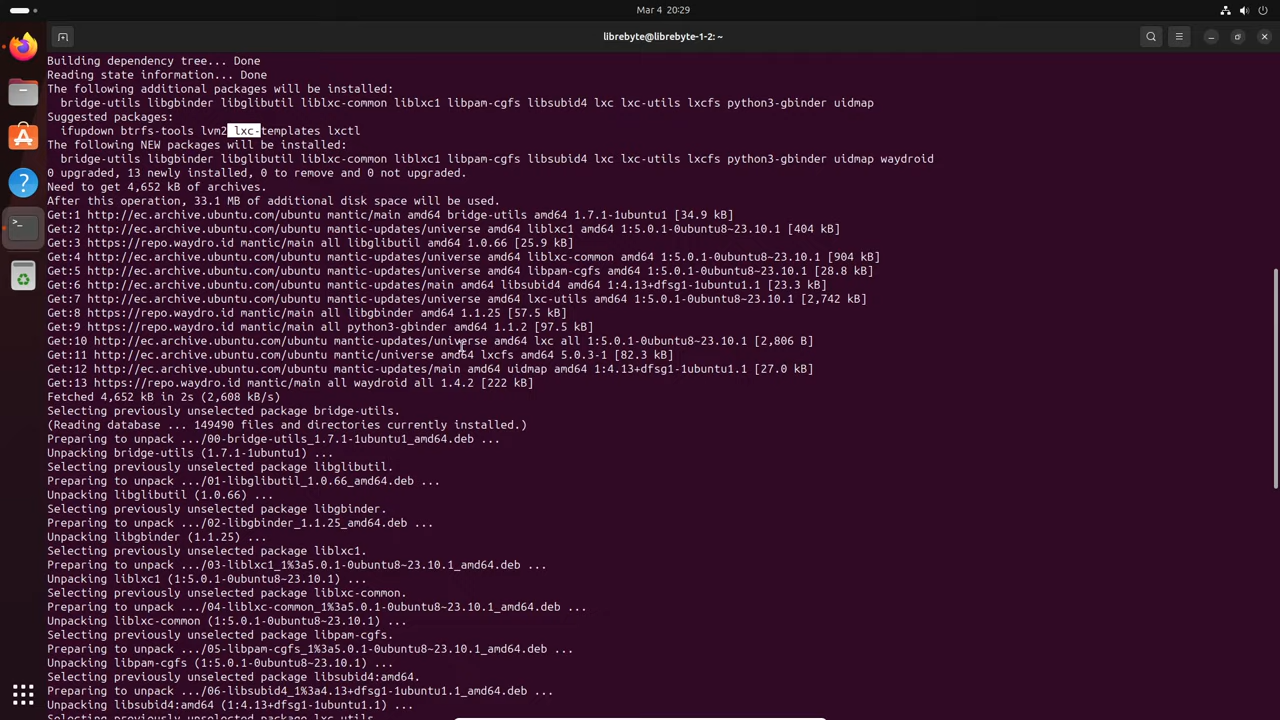 Mar 4 20:29
librebyte@librebyte-1-2: ~
Building dependency tree... Done
Reading state information... Done
The following additional packages will be installed:
bridge-utils libgbinder libglibutil liblxc-common liblxc1 libpam-cgfs libsubid4 lxc lxc-utils lxcfs python3-gbinder uidmap
Suggested packages:
ifupdown btrfs-tools lvm2 lxc-templates lxctl
The following NEW packages will be installed:
bridge-utils libgbinder libglibutil liblxc-common liblxc1 libpam-cgfs libsubid4 lxc lxc-utils lxcfs python3-gbinder uidmap waydroid
0 upgraded, 13 newly installed, 0 to remove and 0 not upgraded.
Need to get 4,652 kB of archives.
After this operation, 33.1 MB of additional disk space will be used.
Get:1 http://ec.archive.ubuntu.com/ubuntu mantic/main amd64 bridge-utils amd64 1.7.1-1ubuntu1 [34.9 kB]
Get:2 http://ec.archive.ubuntu.com/ubuntu mantic-updates/universe amd64 liblxc1 amd64 1:5.0.1-0ubuntu8~23.10.1 [404 kB]
Get:3 https://repo.waydro.id mantic/main all libglibutil amd64 1.0.66 [25.9 kB]
Get:4 http://ec.archive.ubuntu.com/ubuntu mantic-updates/universe amd64 liblxc-common amd64 1:5.0.1-0ubuntu8~23.10.1 [904 kB]
Get:5 http://ec.archive.ubuntu.com/ubuntu mantic-updates/universe amd64 libpam-cgfs amd64 1:5.0.1-0ubuntu8~23.10.1 [28.8 kB]
Get:6 http://ec.archive.ubuntu.com/ubuntu mantic-updates/main amd64 libsubid4 amd64 1:4.13+dfsg1-1ubuntu1.1 [23.3 kB]
Get:7 http://ec.archive.ubuntu.com/ubuntu mantic-updates/universe amd64 lxc-utils amd64 1:5.0.1-0ubuntu8~23.10.1 [2,742 kB]
Get:8 https://repo.waydro.id mantic/main all libgbinder amd64 1.1.25 [57.5 kB]
Get:9 https://repo.waydro.id mantic/main all python3-gbinder amd64 1.1.2 [97.5 kB]
Get:10 http://ec.archive.ubuntu.com/ubuntu mantic-updates/universe amd64 lxc all 1:5.0.1-0ubuntu8~23.10.1 [2,806 B]
Get:11 http://ec.archive.ubuntu.com/ubuntu mantic/universe amd64 lxcfs amd64 5.0.3-1 [82.3 kB]
Get:12 http://ec.archive.ubuntu.com/ubuntu mantic-updates/main amd64 uidmap amd64 1:4.13+dfsg1-1ubuntu1.1 [27.0 kB]
Get:13 https://repo.waydro.id mantic/main all waydroid all 1.4.2 [222 kB]
Fetched 4,652 kB in 2s (2,608 kB/s)
Selecting previously unselected package bridge-utils.
(Reading database ... 149490 files and directories currently installed.)
Preparing to unpack .../00-bridge-utils_1.7.1-1ubuntu1_amd64.deb ...
Unpacking bridge-utils (1.7.1-1ubuntu1) ...
Selecting previously unselected package libglibutil.
Preparing to unpack .../01-libglibutil_1.0.66_amd64.deb ...
Unpacking libglibutil (1.0.66) ...
Selecting previously unselected package libgbinder.
Preparing to unpack .../02-libgbinder_1.1.25_amd64.deb ...
Unpacking libgbinder (1.1.25) ...
Selecting previously unselected package liblxc1.
Preparing to unpack .../03-liblxc1_1%3a5.0.1-0ubuntu8~23.10.1_amd64.deb ...
Unpacking liblxc1 (1:5.0.1-0ubuntu8~23.10.1) ...
Selecting previously unselected package liblxc-common.
Preparing to unpack .../04-liblxc-common_1%3a5.0.1-0ubuntu8~23.10.1_amd64.deb ...
Unpacking liblxc-common (1:5.0.1-0ubuntu8~23.10.1) ...
Selecting previously unselected package libpam-cgfs.
Preparing to unpack .../05-libpam-cgfs_1%3a5.0.1-0ubuntu8~23.10.1_amd64.deb ...
Unpacking libpam-cgfs (1:5.0.1-0ubuntu8~23.10.1) ...
Selecting previously unselected package libsubid4:amd64.
Preparing to unpack .../06-libsubid4_1%3a4.13+dfsg1-1ubuntu1.1_amd64.deb ...
Unpacking libsubid4:amd64 (1:4.13+dfsg1-1ubuntu1.1) ...
Selecting previously unselected package lxc-utils.